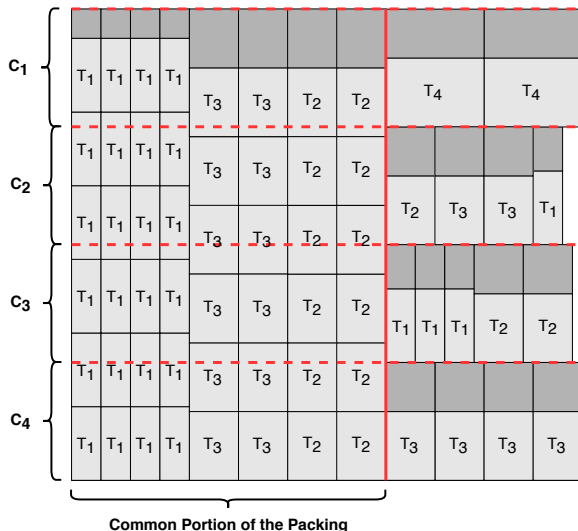 C1
T1 T1 T1 T1 T3 T3 T2 T2 T4 T4
C2
T1 T1 T1 T1 T3 T3 T2 T2
T1 T1 T1 T1 T2 T3 T3 T1
T3 T3 T2 T2
C3
T1 T1 T1 T1 T3 T3 T2 T2 T1 T1 T1 T2 T2
T1 T1 T1 T1 T3 T3 T2 T2
C4
T1 T1 T1 T1 T3 T3 T2 T2 T3 T3 T3 T3
Common Portion of the Packing